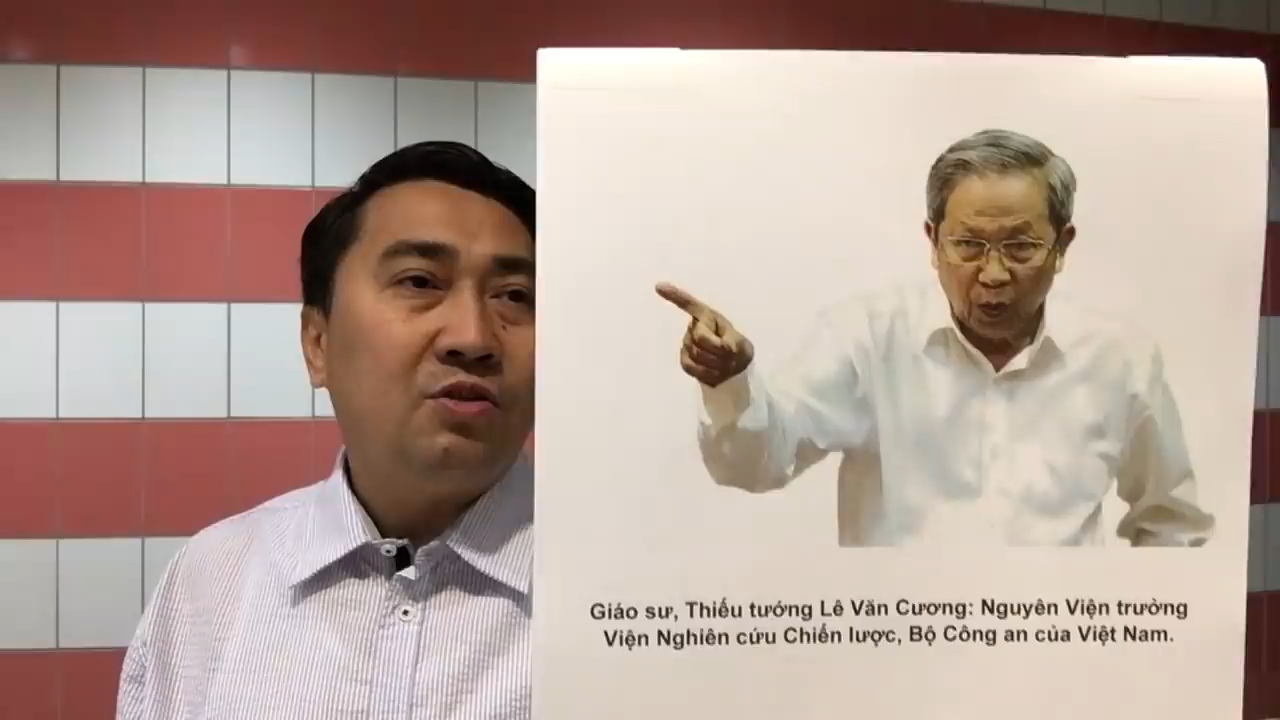 Giáo sư, Thiếu tướng Lê Văn Cương: Nguyên Viện trưởng
Viện Nghiên cứu Chiến lược, Bộ Công an của Việt Nam.